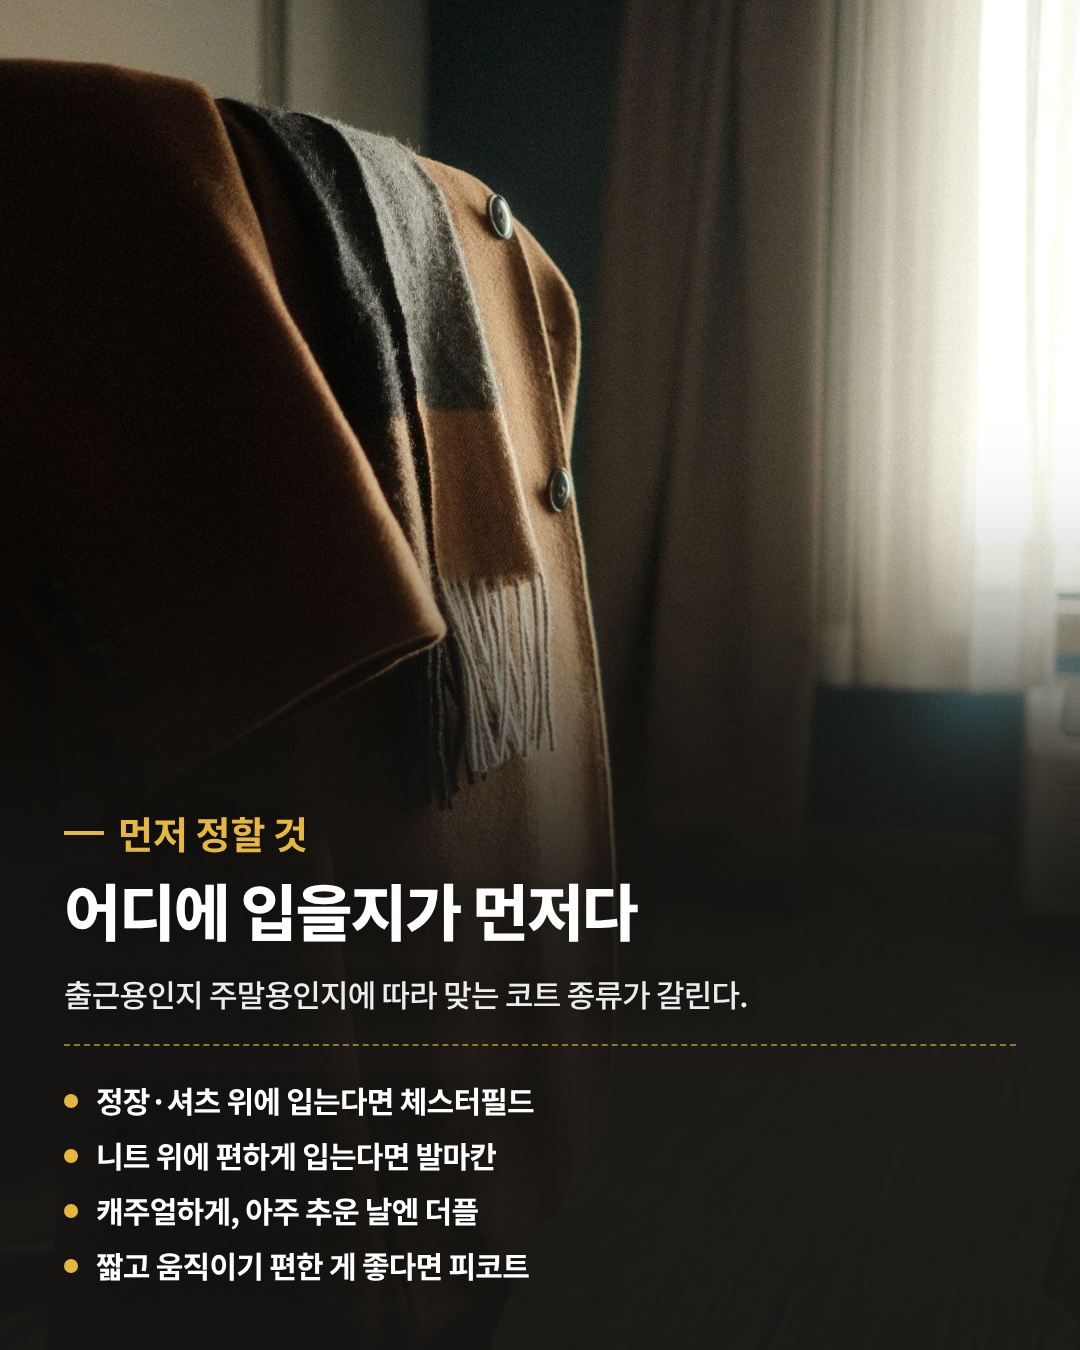 먼저 정할 것
어디에 입을지가 먼저다
출근용인지 주말용인지에 따라 맞는 코트 종류가 갈린다.
정장·셔츠 위에 입는다면 체스터필드
니트 위에 편하게 입는다면 발마칸
캐주얼하게, 아주 추운 날엔 더플
짧고 움직이기 편한 게 좋다면 피코트